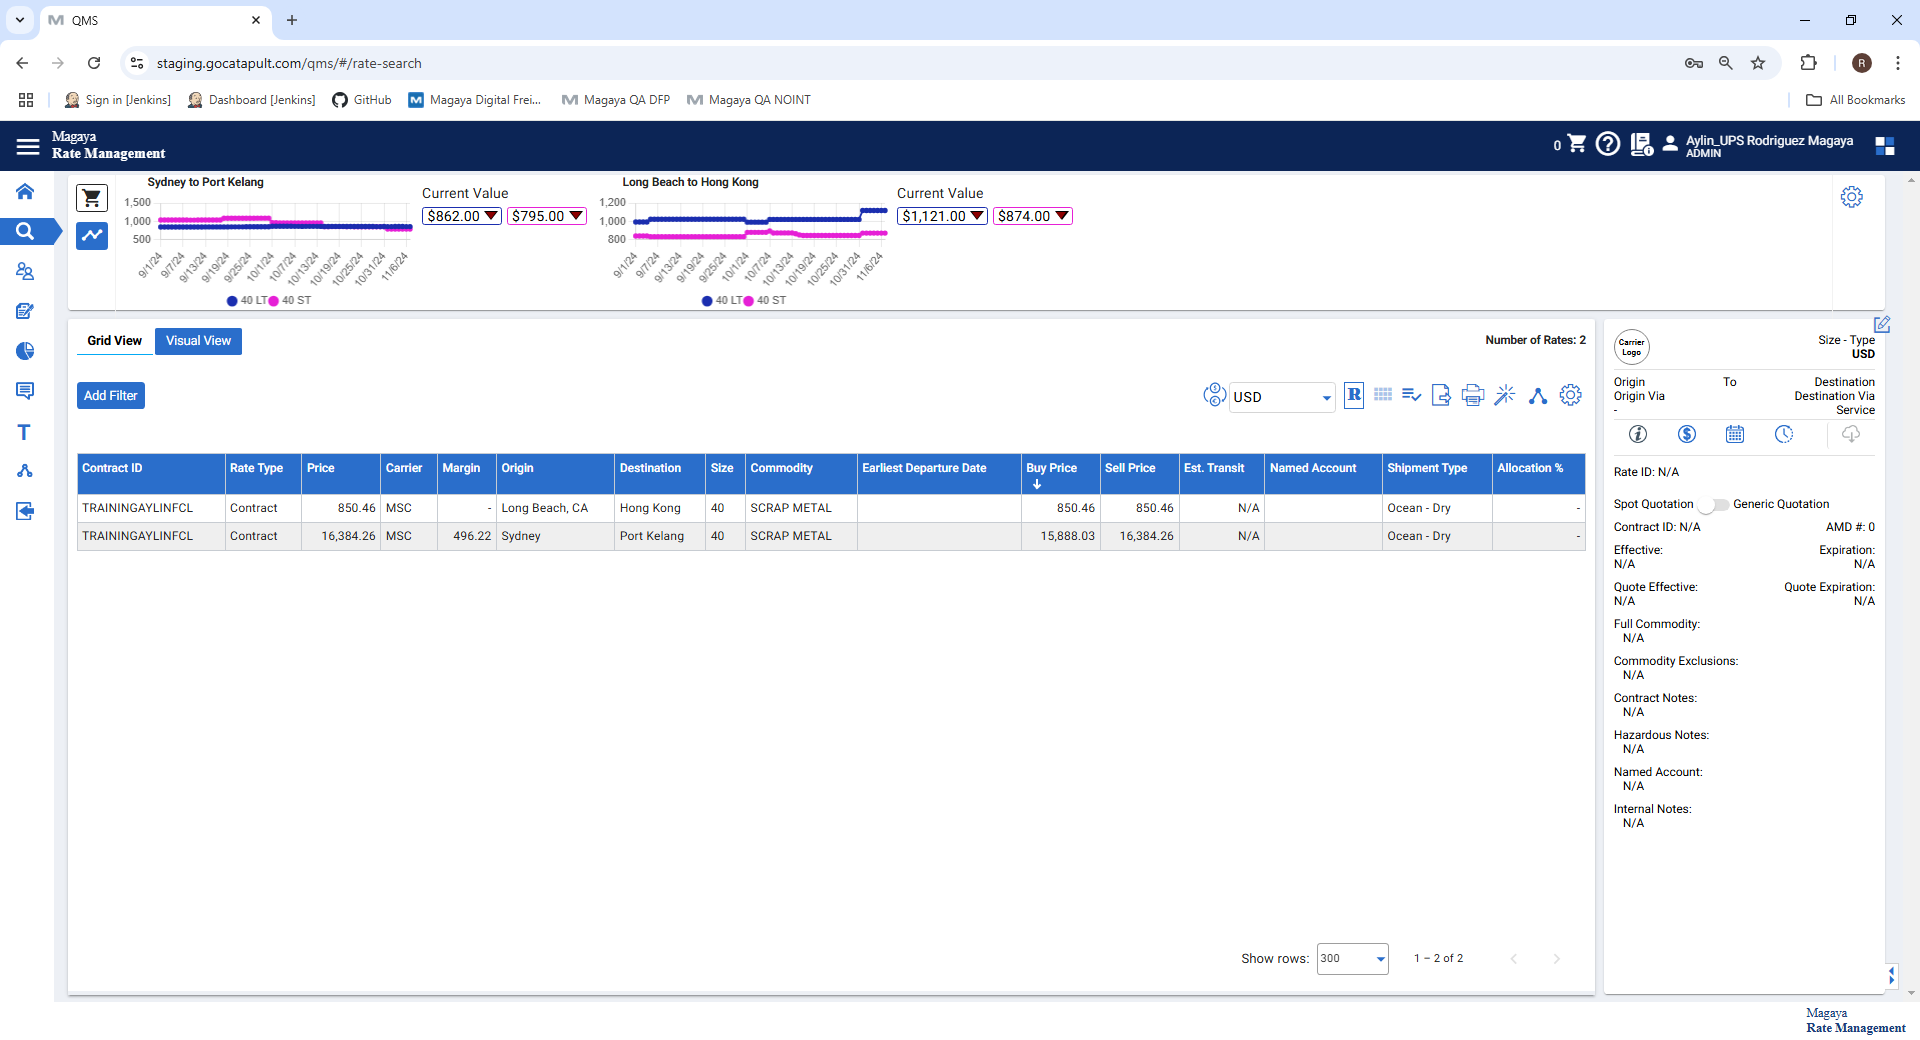 QMS
staging.gocatapult.com/qms/#/rate-search
R
Sign in [Jenkins]
Dashboard [Jenkins]
GitHub
Magaya Digital Frei...
Magaya QA DFP
Magaya QA NOINT
All Bookmarks
Magaya
Rate Management
0
Aylin_UPS Rodriguez Magaya
ADMIN
Sydney to Port Kelang
1,500
1,000
500
9/1/24 9/7/24 9/13/24 9/19/24 9/25/24 10/1/24 10/7/24 10/13/24 10/19/24 10/25/24 10/31/24 11/6/24
40 LT 40 ST
Current Value
$862.00 $795.00
Long Beach to Hong Kong
1,200
1,000
800
9/1/24 9/7/24 9/13/24 9/19/24 9/25/24 10/1/24 10/7/24 10/13/24 10/19/24 10/25/24 10/31/24 11/6/24
40 LT 40 ST
Current Value
$1,121.00 $874.00
Grid View Visual View Number of Rates: 2
Add Filter
USD
R
Contract ID Rate Type Price Carrier Margin Origin Destination Size Commodity Earliest Departure Date Buy Price Sell Price Est. Transit Named Account Shipment Type Allocation %
TRAININGAYLINFCL Contract 850.46 MSC - Long Beach, CA Hong Kong 40 SCRAP METAL 850.46 850.46 N/A Ocean - Dry -
TRAININGAYLINFCL Contract 16,384.26 MSC 496.22 Sydney Port Kelang 40 SCRAP METAL 15,888.03 16,384.26 N/A Ocean - Dry -
Show rows: 300 1 – 2 of 2
Carrier
Logo
Size - Type
USD
Origin To Destination
Origin Via Destination Via
- Service
Rate ID: N/A
Spot Quotation Generic Quotation
Contract ID: N/A AMD #: 0
Effective: Expiration:
N/A N/A
Quote Effective: Quote Expiration:
N/A N/A
Full Commodity:
N/A
Commodity Exclusions:
N/A
Contract Notes:
N/A
Hazardous Notes:
N/A
Named Account:
N/A
Internal Notes:
N/A
Magaya
Rate Management